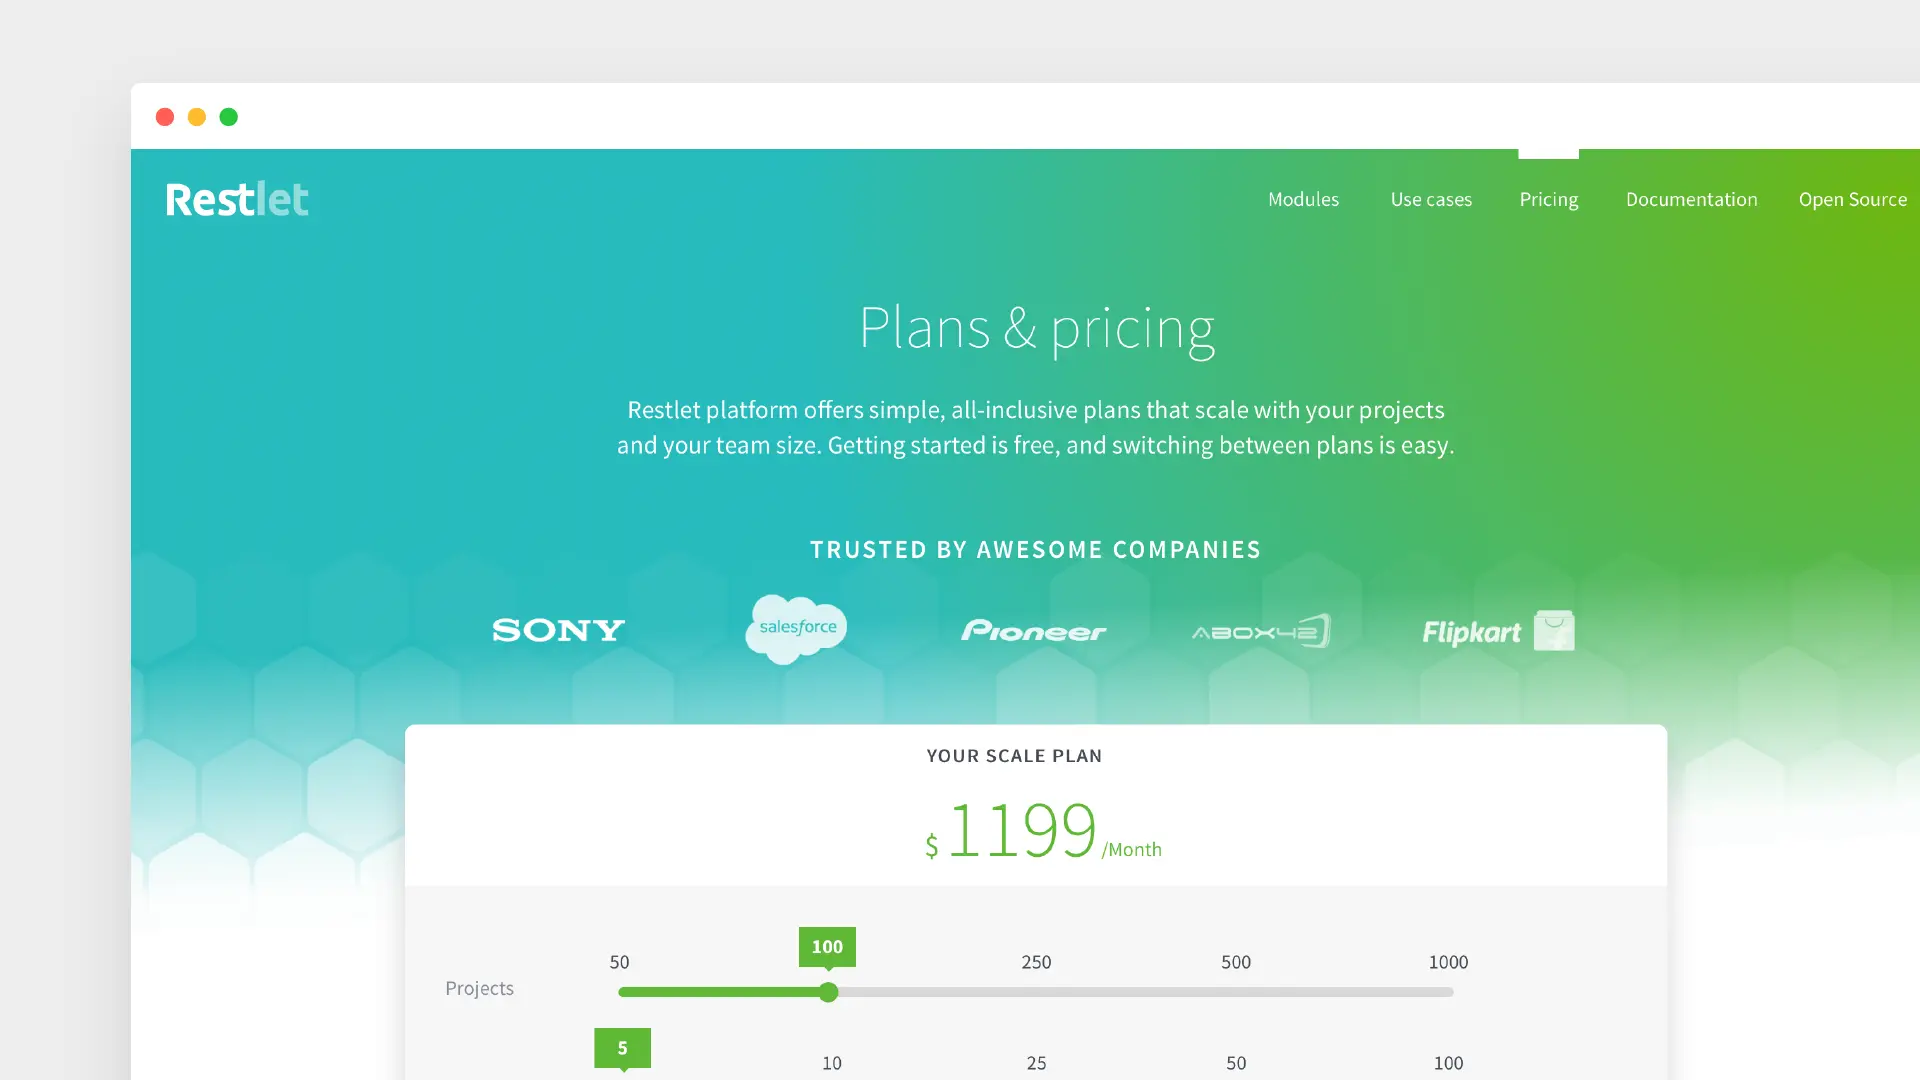 Restlet
Modules Use cases Pricing Documentation Open Source
Plans & pricing
Restlet platform offers simple, all-inclusive plans that scale with your projects
and your team size. Getting started is free, and switching between plans is easy.
TRUSTED BY AWESOME COMPANIES
SONY salesforce Pioneer ABOX42 Flipkart
YOUR SCALE PLAN
$ 1199 /Month
50 100 250 500 1000
Projects
5 10 25 50 100